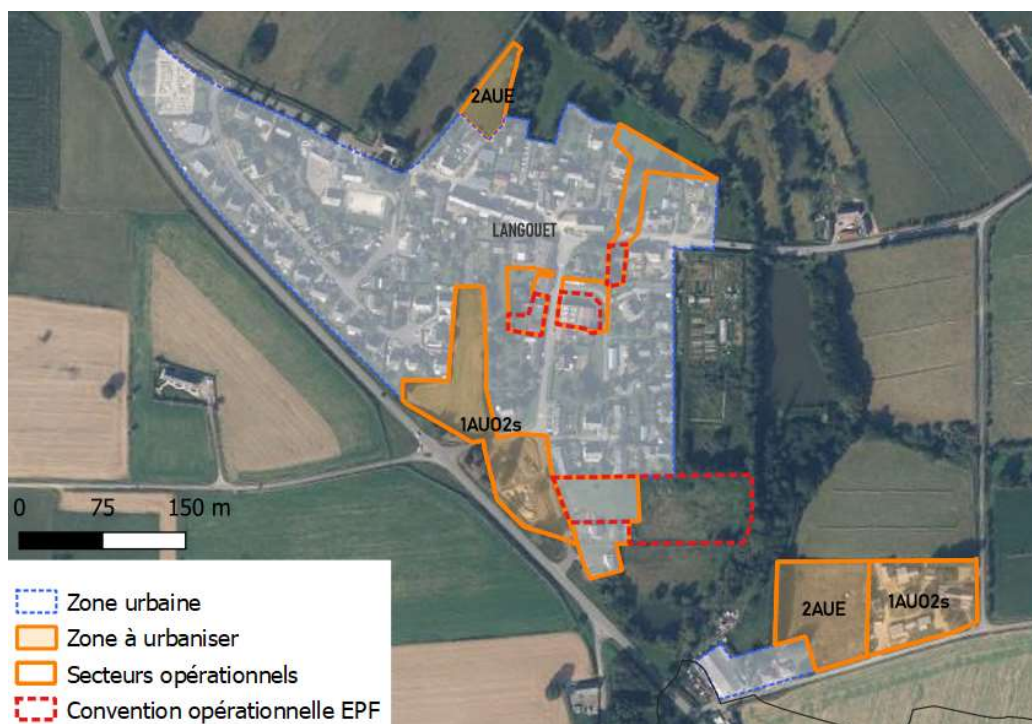 2AUE
LANGOUET
1AUO2s
0 75 150 m
2AUE
1AUO2s
Zone urbaine
Zone à urbaniser
Secteurs opérationnels
Convention opérationnelle EPF